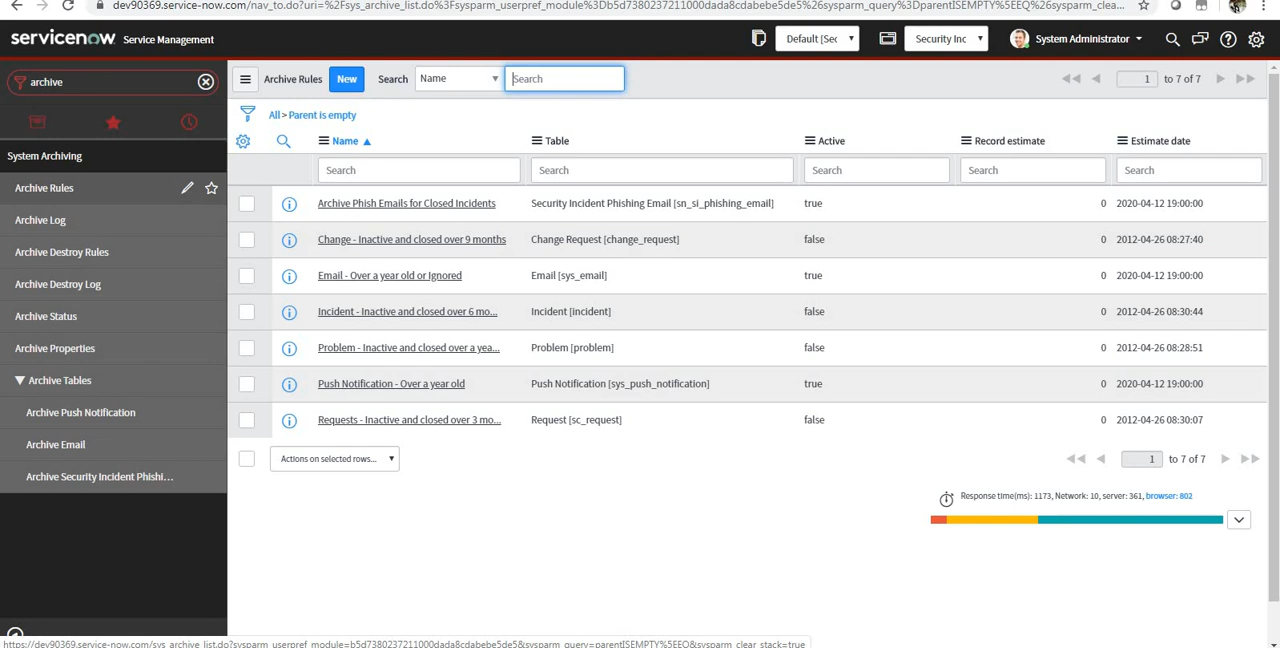 dev90369.service-now.com/nav_to.do?uri=%2Fsys_archive_list.do%3Fsysparm_userpref_module%3Db5d7380237211000dada8cdabebe5de5%26sysparm_query%3DparentISEMPTY%5EEQ%26sysparm_clear_...
servicenow Service Management
Default [Sec
Security Inc
System Administrator
archive
Archive Rules New Search Name Search
1 to 7 of 7
All > Parent is empty
Name Table Active Record estimate Estimate date
Search Search Search Search Search
System Archiving
Archive Rules
Archive Log
Archive Destroy Rules
Archive Destroy Log
Archive Status
Archive Properties
Archive Tables
Archive Push Notification
Archive Email
Archive Security Incident Phishi...
Archive Phish Emails for Closed Incidents Security Incident Phishing Email [sn_si_phishing_email] true 0 2020-04-12 19:00:00
Change - Inactive and closed over 9 months Change Request [change_request] false 0 2012-04-26 08:27:40
Email - Over a year old or Ignored Email [sys_email] true 0 2020-04-12 19:00:00
Incident - Inactive and closed over 6 mo... Incident [incident] false 0 2012-04-26 08:30:44
Problem - Inactive and closed over a yea... Problem [problem] false 0 2012-04-26 08:28:51
Push Notification - Over a year old Push Notification [sys_push_notification] true 0 2020-04-12 19:00:00
Requests - Inactive and closed over 3 mo... Request [sc_request] false 0 2012-04-26 08:30:07
Actions on selected rows...
1 to 7 of 7
Response time(ms): 1173, Network: 10, server: 361, browser: 802
https://dev90369.service-now.com/sys_archive_list.do?sysparm_userpref_module=b5d7380237211000dada8cdabebe5de5&sysparm_query=parentISEMPTY%5EEQ&sysparm_clear_stack=true